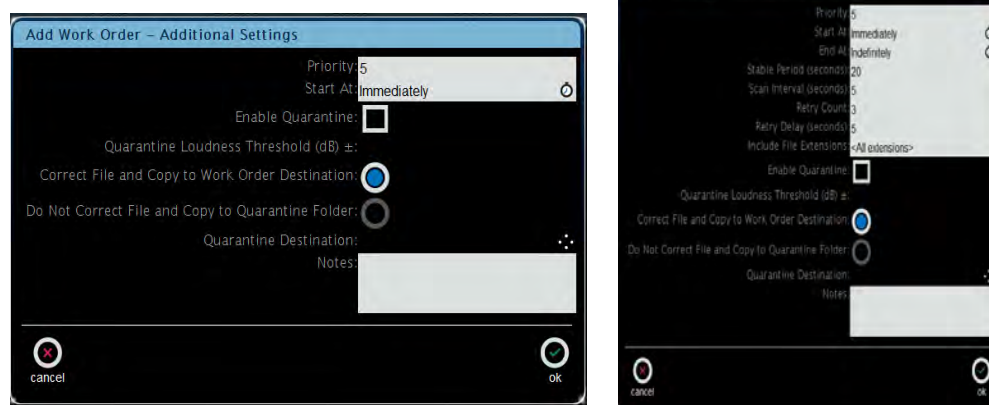 Add Work Order – Additional Settings
Priority: 5
Start At: Immediately
Enable Quarantine:
Quarantine Loudness Threshold (dB) ±:
Correct File and Copy to Work Order Destination:
Do Not Correct File and Copy to Quarantine Folder:
Quarantine Destination:
Notes:
cancel
ok
Priority: 5
Start At: Immediately
End At: Indefinitely
Stable Period (seconds): 20
Scan Interval (seconds): 5
Retry Count: 3
Retry Delay (seconds): 5
Include File Extensions: <All extensions>
Enable Quarantine:
Quarantine Loudness Threshold (dB) ±:
Correct File and Copy to Work Order Destination:
Do Not Correct File and Copy to Quarantine Folder:
Quarantine Destination:
Notes:
cancel
ok